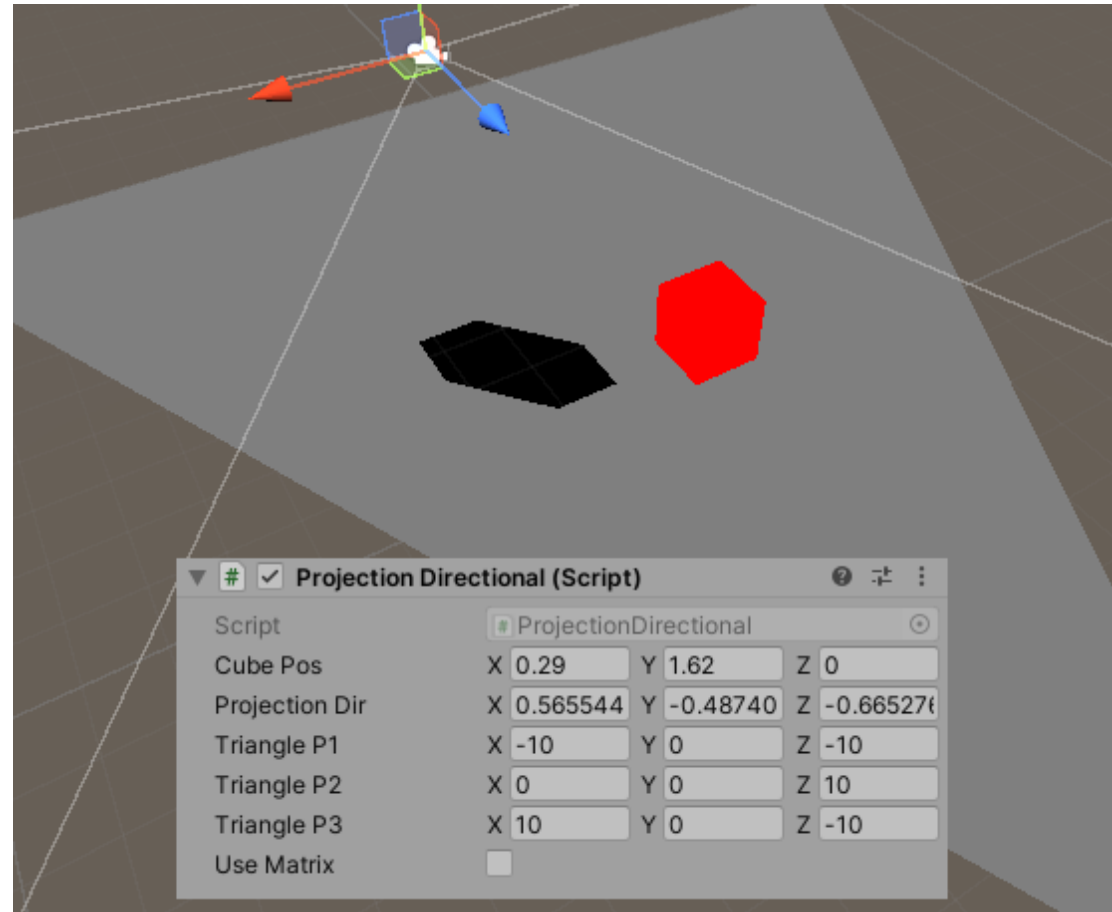 # Projection Directional (Script)
Script # ProjectionDirectional
Cube Pos X 0.29 Y 1.62 Z 0
Projection Dir X 0.565544 Y -0.48740 Z -0.665276
Triangle P1 X -10 Y 0 Z -10
Triangle P2 X 0 Y 0 Z 10
Triangle P3 X 10 Y 0 Z -10
Use Matrix